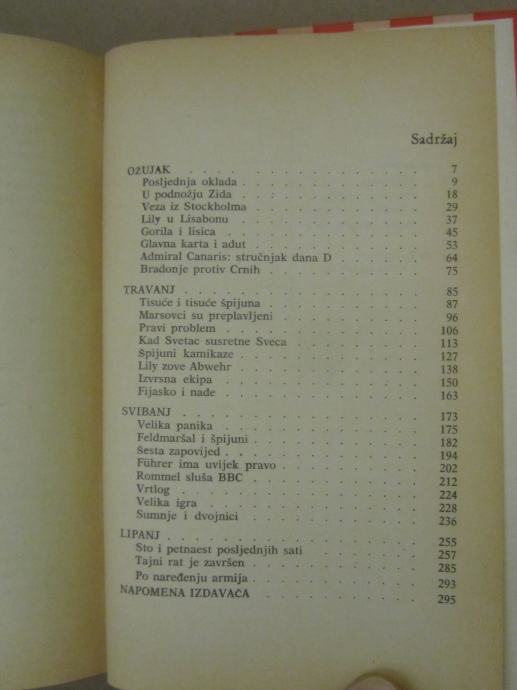 Sadržaj
OŽUJAK . . . . . . . . . . . . . . 7
Posljednja oklada . . . . . . . . . . . . 9
U podnožju Zida . . . . . . . . . . . . 18
Veza iz Stockholma . . . . . . . . . . . 29
Lily u Lisabonu . . . . . . . . . . . . 37
Gorila i lisica . . . . . . . . . . . . . 45
Glavna karta i adut . . . . . . . . . . . 53
Admiral Canaris: stručnjak dana D . . . . . . 64
Bradonje protiv Crnih . . . . . . . . . . 75
TRAVANJ . . . . . . . . . . . . . . 85
Tisuće i tisuće špijuna . . . . . . . . . . 87
Marsovci su preplavljeni . . . . . . . . . 96
Pravi problem . . . . . . . . . . . . . 106
Kad Svetac susretne Sveca . . . . . . . . . 113
Špijuni kamikaze . . . . . . . . . . . . 127
Lily zove Abwehr . . . . . . . . . . . . 138
Izvrsna ekipa . . . . . . . . . . . . . 150
Fijasko i nade . . . . . . . . . . . . . 163
SVIBANJ . . . . . . . . . . . . . . 173
Velika panika . . . . . . . . . . . . . 175
Feldmaršal i špijuni . . . . . . . . . . . 182
Šesta zapovijed . . . . . . . . . . . . 194
Führer ima uvijek pravo . . . . . . . . . . 202
Rommel sluša BBC . . . . . . . . . . . 212
Vrtlog . . . . . . . . . . . . . . . 224
Velika igra . . . . . . . . . . . . . . 228
Sumnje i dvojnici . . . . . . . . . . . . 236
LIPANJ . . . . . . . . . . . . . . . 255
Sto i petnaest posljednjih sati . . . . . . . . 257
Tajni rat je završen . . . . . . . . . . . 285
Po naređenju armija . . . . . . . . . . . 293
NAPOMENA IZDAVAČA . . . . . . . . . . 295